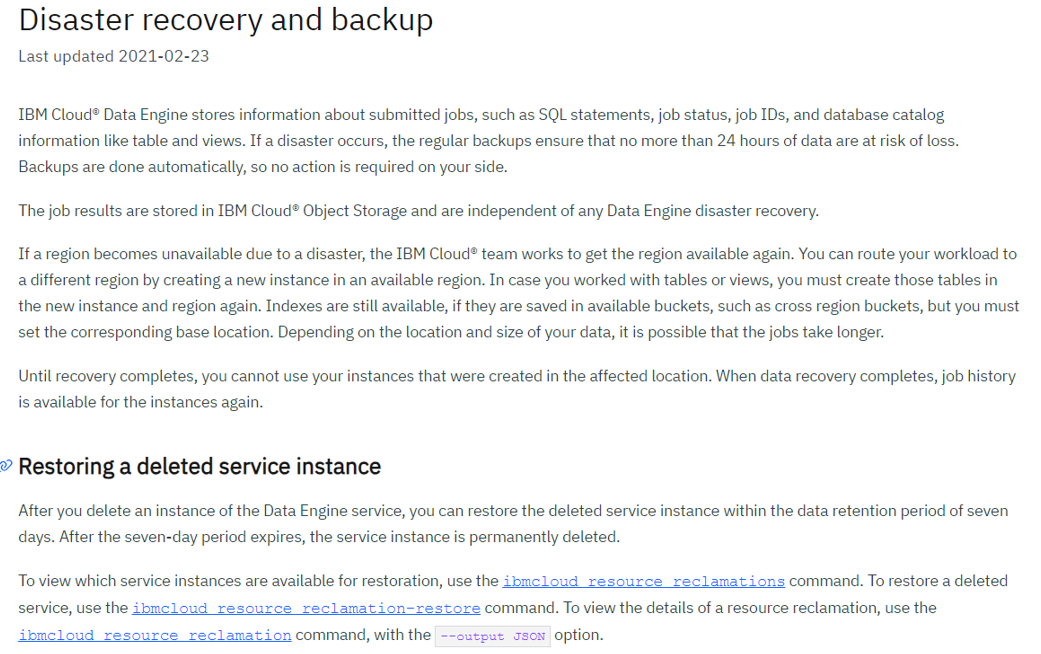 Disaster recovery and backup
Last updated 2021-02-23
IBM Cloud® Data Engine stores information about submitted jobs, such as SQL statements, job status, job IDs, and database catalog
information like table and views. If a disaster occurs, the regular backups ensure that no more than 24 hours of data are at risk of loss.
Backups are done automatically, so no action is required on your side.
The job results are stored in IBM Cloud® Object Storage and are independent of any Data Engine disaster recovery.
If a region becomes unavailable due to a disaster, the IBM Cloud® team works to get the region available again. You can route your workload to
a different region by creating a new instance in an available region. In case you worked with tables or views, you must create those tables in
the new instance and region again. Indexes are still available, if they are saved in available buckets, such as cross region buckets, but you must
set the corresponding base location. Depending on the location and size of your data, it is possible that the jobs take longer.
Until recovery completes, you cannot use your instances that were created in the affected location. When data recovery completes, job history
is available for the instances again.
Restoring a deleted service instance
After you delete an instance of the Data Engine service, you can restore the deleted service instance within the data retention period of seven
days. After the seven-day period expires, the service instance is permanently deleted.
To view which service instances are available for restoration, use the ibmcloud resource reclamations command. To restore a deleted
service, use the ibmcloud resource reclamation-restore command. To view the details of a resource reclamation, use the
ibmcloud resource reclamation command, with the --output JSON option.